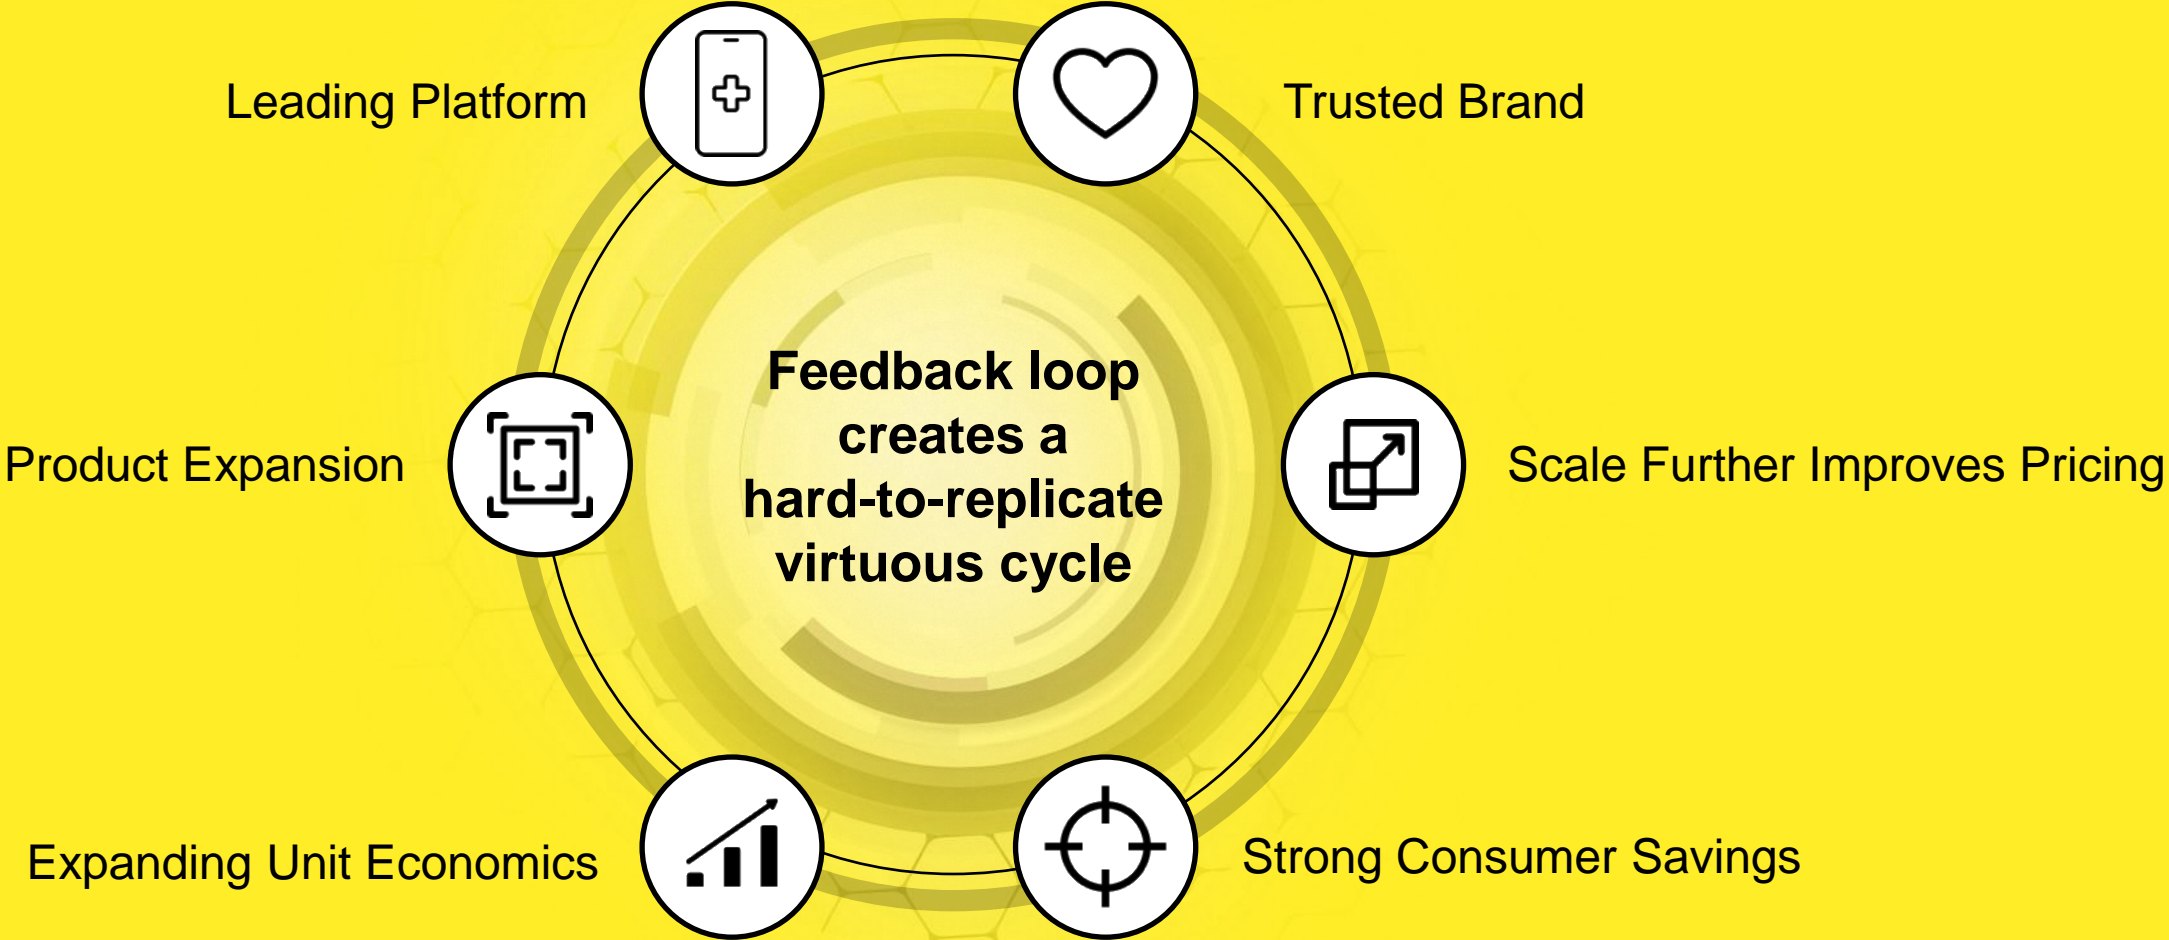 Leading Platform
Trusted Brand
Feedback loop
creates a
hard-to-replicate
virtuous cycle
Product Expansion
Scale Further Improves Pricing
Expanding Unit Economics
Strong Consumer Savings